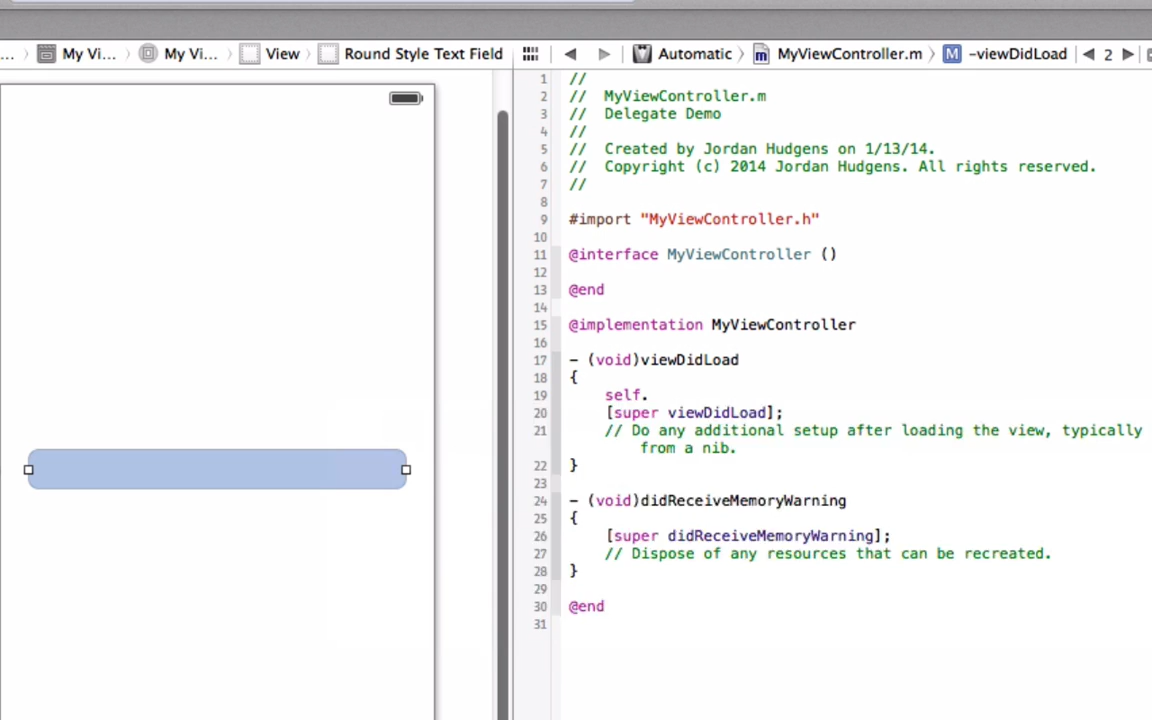 ... My Vi... My Vi... View Round Style Text Field
Automatic MyViewController.m M -viewDidLoad 2
1 //
2 //  MyViewController.m
3 //  Delegate Demo
4 //
5 //  Created by Jordan Hudgens on 1/13/14.
6 //  Copyright (c) 2014 Jordan Hudgens. All rights reserved.
7 //
8
9 #import "MyViewController.h"
10
11 @interface MyViewController ()
12
13 @end
14
15 @implementation MyViewController
16
17 - (void)viewDidLoad
18 {
19     self.
20     [super viewDidLoad];
21     // Do any additional setup after loading the view, typically
from a nib.
22 }
23
24 - (void)didReceiveMemoryWarning
25 {
26     [super didReceiveMemoryWarning];
27     // Dispose of any resources that can be recreated.
28 }
29
30 @end
31